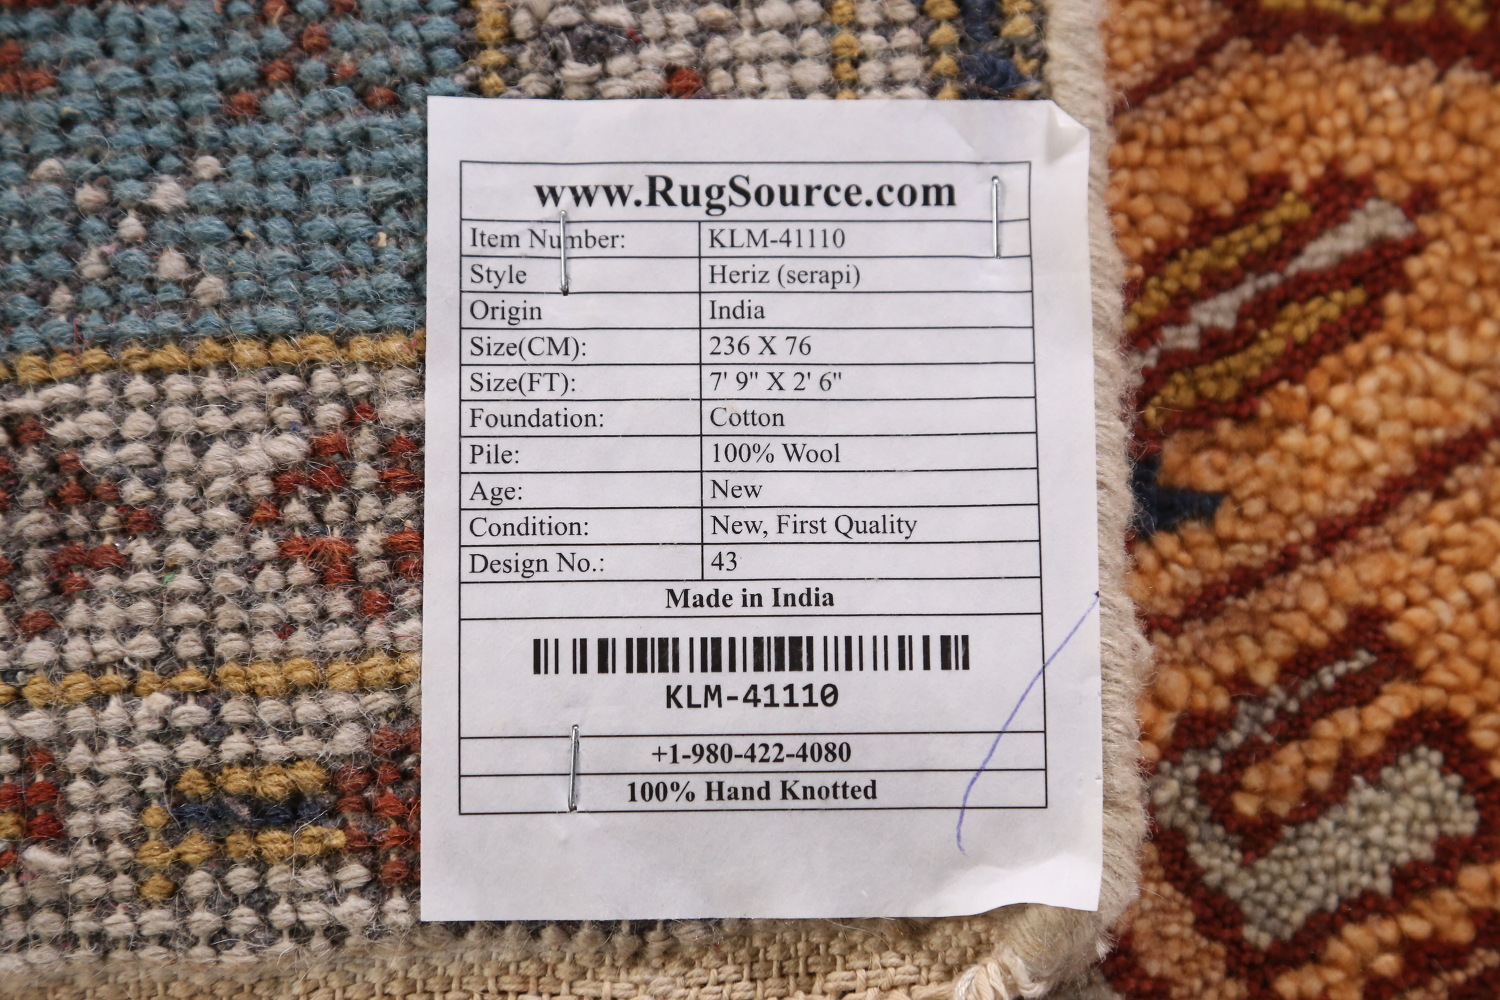 www.RugSource.com
Item Number: KLM-41110
Style Heriz (serapi)
Origin India
Size(CM): 236 X 76
Size(FT): 7' 9" X 2' 6"
Foundation: Cotton
Pile: 100% Wool
Age: New
Condition: New, First Quality
Design No.: 43
Made in India
KLM-41110
+1-980-422-4080
100% Hand Knotted